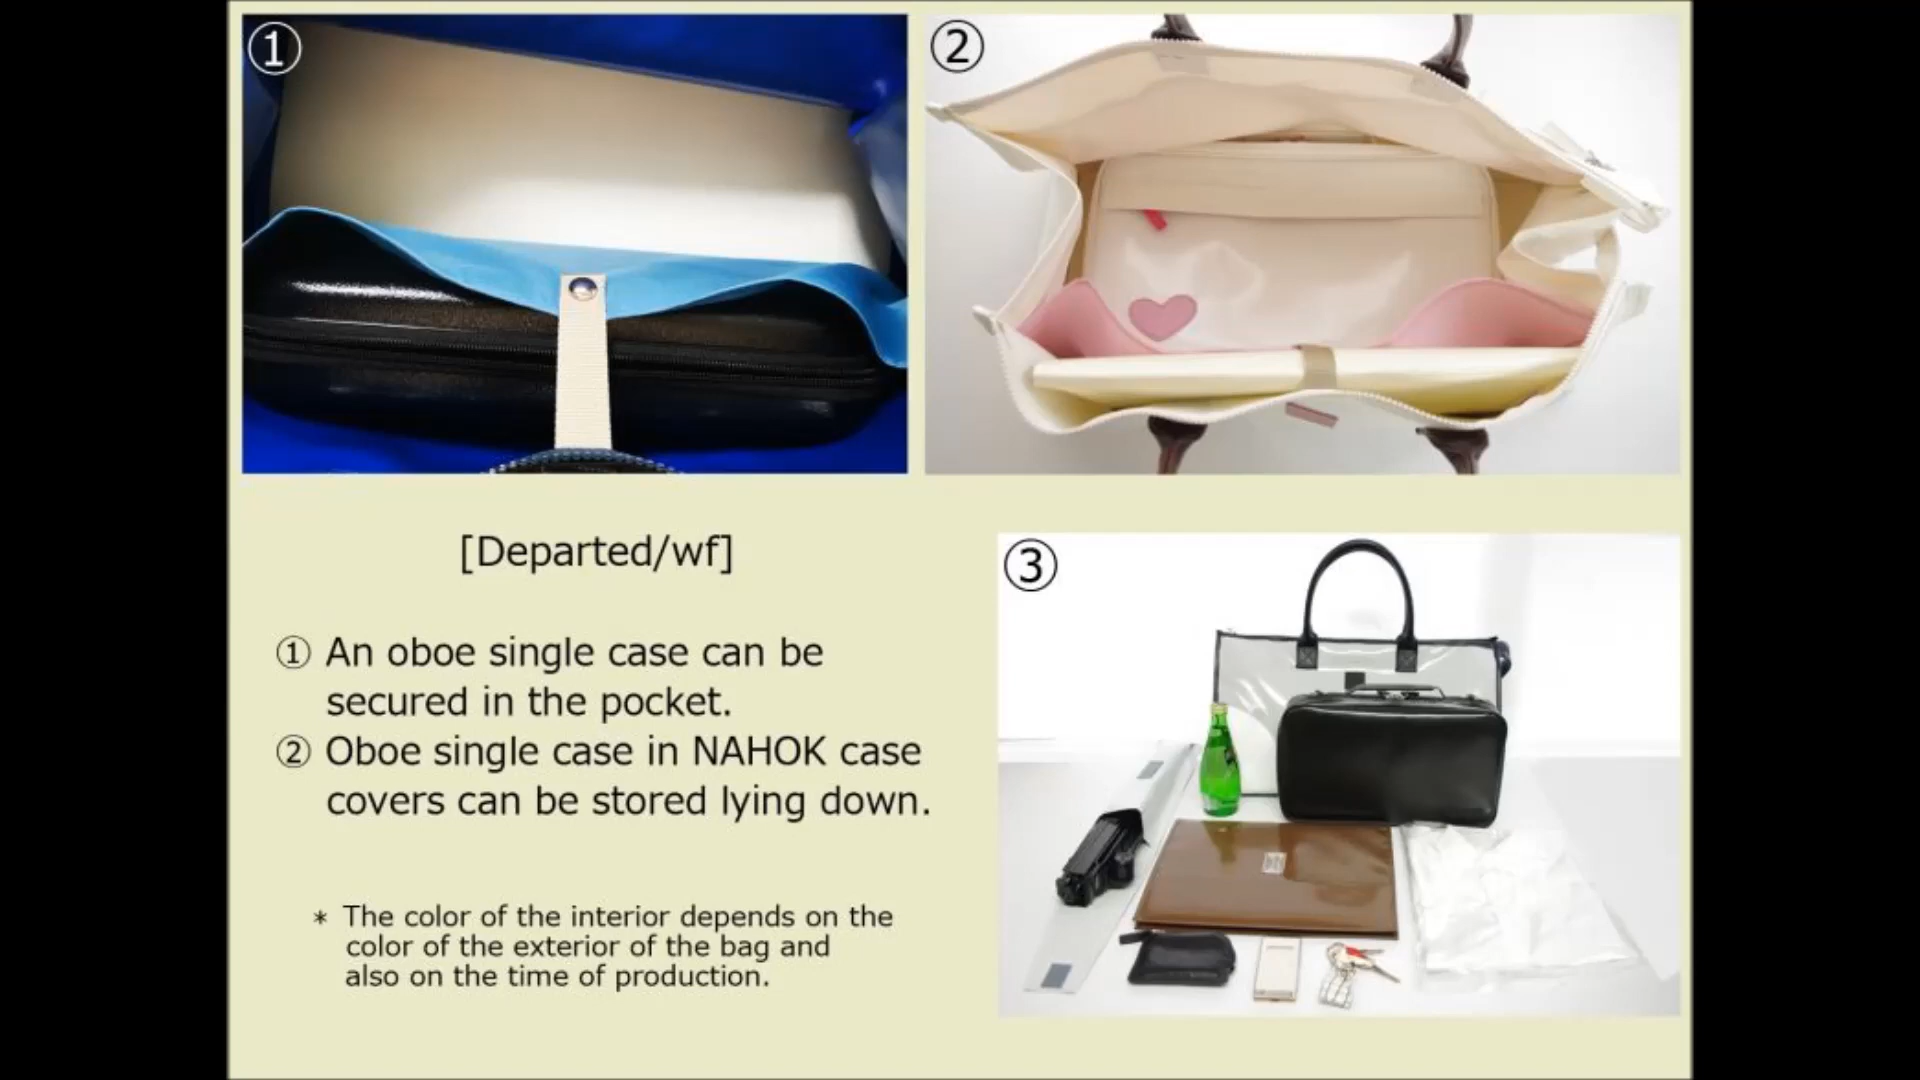 ①
②
[Departed/wf]
① An oboe single case can be
secured in the pocket.
② Oboe single case in NAHOK case
covers can be stored lying down.
* The color of the interior depends on the
color of the exterior of the bag and
also on the time of production.
③